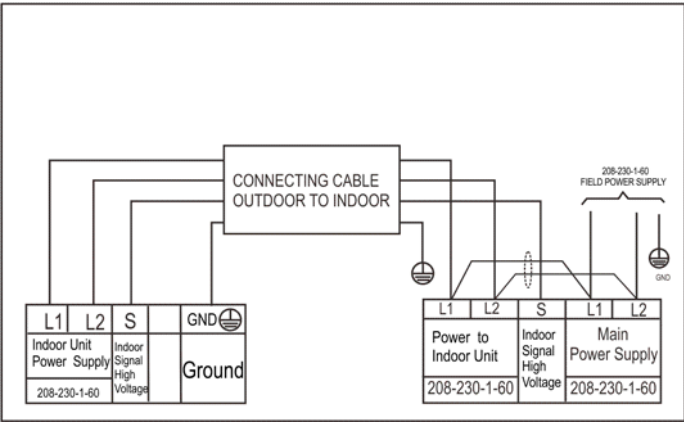 208-230-1-60
FIELD POWER SUPPLY
CONNECTING CABLE
OUTDOOR TO INDOOR
GND
L1 L2 S GND
Indoor Unit
Power Supply
208-230-1-60
Indoor
Signal
High
Voltage
Ground
L1 L2 S L1 L2
Power to
Indoor Unit
208-230-1-60
Indoor
Signal
High
Voltage
Main
Power Supply
208-230-1-60